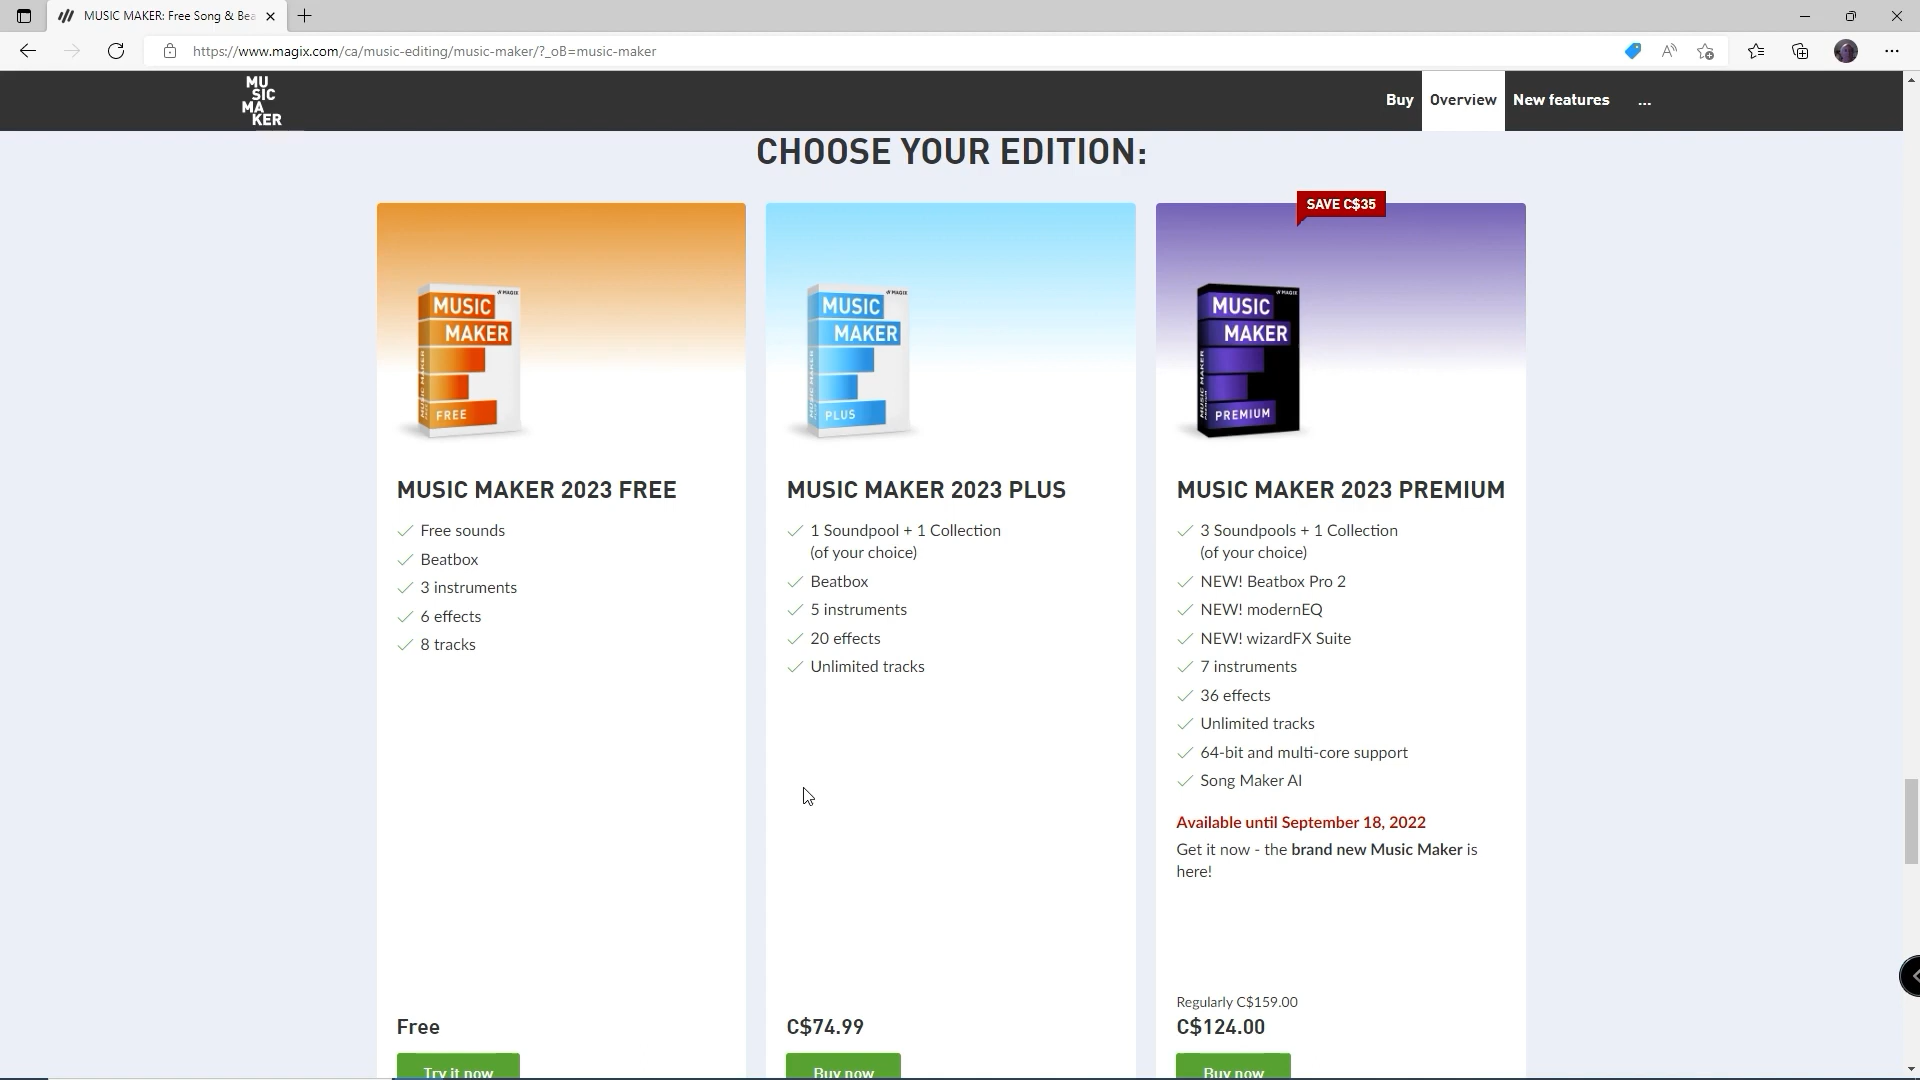 MUSIC MAKER: Free Song & Bea
https://www.magix.com/ca/music-editing/music-maker/?_oB=music-maker
MU
SIC
MA
KER
Buy
Overview
New features
...
CHOOSE YOUR EDITION:
SAVE C$35
MAGIX
MUSIC
MAKER
FREE
MAGIX
MUSIC
MAKER
PLUS
MAGIX
MUSIC
MAKER
PREMIUM
MUSIC MAKER 2023 FREE
Free sounds
Beatbox
3 instruments
6 effects
8 tracks
Free
Try it now
MUSIC MAKER 2023 PLUS
1 Soundpool + 1 Collection
(of your choice)
Beatbox
5 instruments
20 effects
Unlimited tracks
C$74.99
Buy now
MUSIC MAKER 2023 PREMIUM
3 Soundpools + 1 Collection
(of your choice)
NEW! Beatbox Pro 2
NEW! modernEQ
NEW! wizardFX Suite
7 instruments
36 effects
Unlimited tracks
64-bit and multi-core support
Song Maker AI
Available until September 18, 2022
Get it now - the brand new Music Maker is
here!
Regularly C$159.00
C$124.00
Buy now